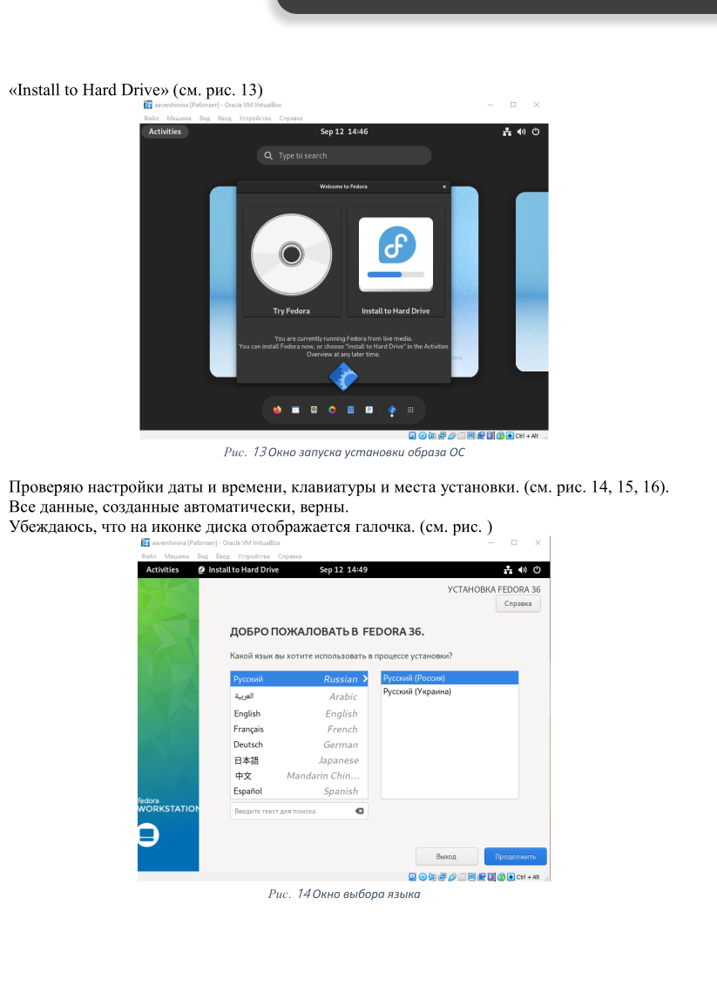 «Install to Hard Drive» (см. рис. 13)
aavershinina [Работает] - Oracle VM VirtualBox
Файл Машина Вид Ввод Устройства Справка
Activities Sep 12 14:46
Type to search
Welcome to Fedora
Try Fedora Install to Hard Drive
You are currently running Fedora from live media.
You can install Fedora now, or choose "Install to Hard Drive" in the Activities
Overview at any later time.
Ctrl + Alt
Рис. 13 Окно запуска установки образа ОС
Проверяю настройки даты и времени, клавиатуры и места установки. (см. рис. 14, 15, 16).
Все данные, созданные автоматически, верны.
Убеждаюсь, что на иконке диска отображается галочка. (см. рис. )
aavershinina [Работает] - Oracle VM VirtualBox
Файл Машина Вид Ввод Устройства Справка
Activities Install to Hard Drive Sep 12 14:49
УСТАНОВКА FEDORA 36
Справка
ДОБРО ПОЖАЛОВАТЬ В FEDORA 36.
Какой язык вы хотите использовать в процессе установки?
Русский Russian Русский (Россия)
العربية Arabic Русский (Украина)
English English
Français French
Deutsch German
日本語 Japanese
中文 Mandarin Chin...
Español Spanish
fedora
WORKSTATION
Введите текст для поиска.
Выход Продолжить
Ctrl + Alt
Рис. 14 Окно выбора языка